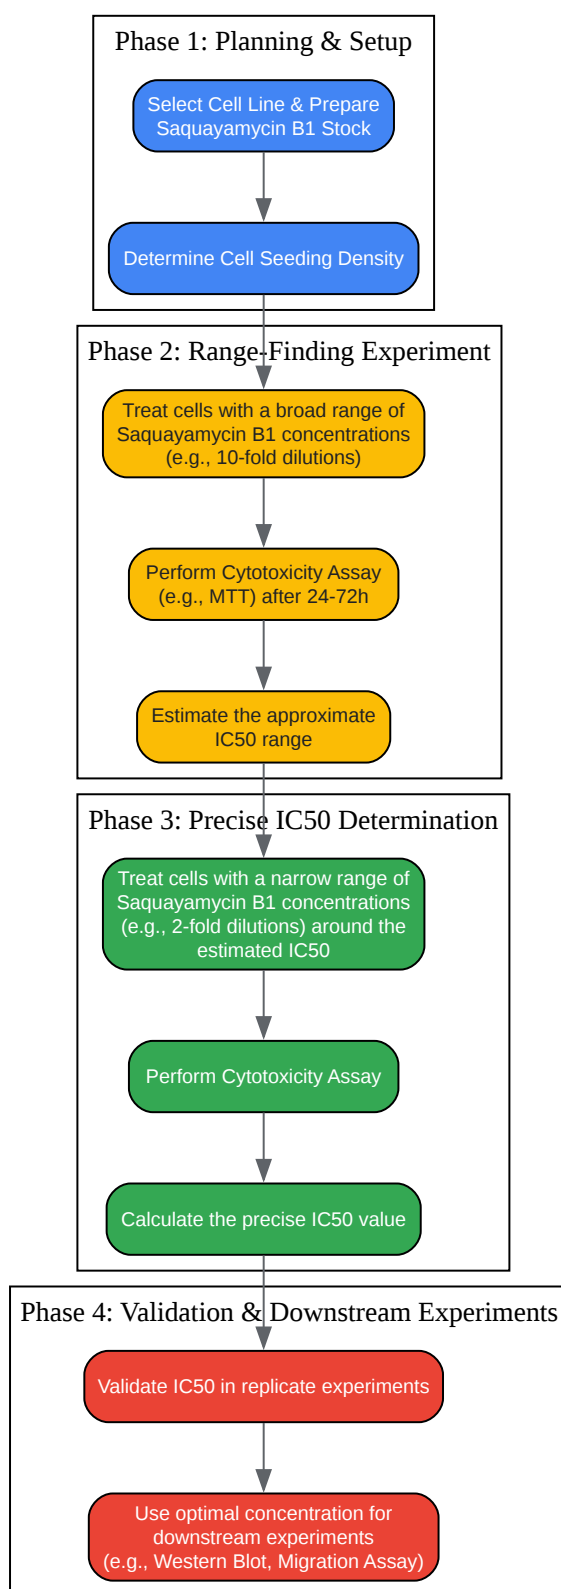 Phase 1: Planning & Setup
Select Cell Line & Prepare
Saquayamycin B1 Stock
Determine Cell Seeding Density
Phase 2: Range-Finding Experiment
Treat cells with a broad range of
Saquayamycin B1 concentrations
(e.g., 10-fold dilutions)
Perform Cytotoxicity Assay
(e.g., MTT) after 24-72h
Estimate the approximate
IC50 range
Phase 3: Precise IC50 Determination
Treat cells with a narrow range of
Saquayamycin B1 concentrations
(e.g., 2-fold dilutions) around the
estimated IC50
Perform Cytotoxicity Assay
Calculate the precise IC50 value
Phase 4: Validation & Downstream Experiments
Validate IC50 in replicate experiments
Use optimal concentration for
downstream experiments
(e.g., Western Blot, Migration Assay)